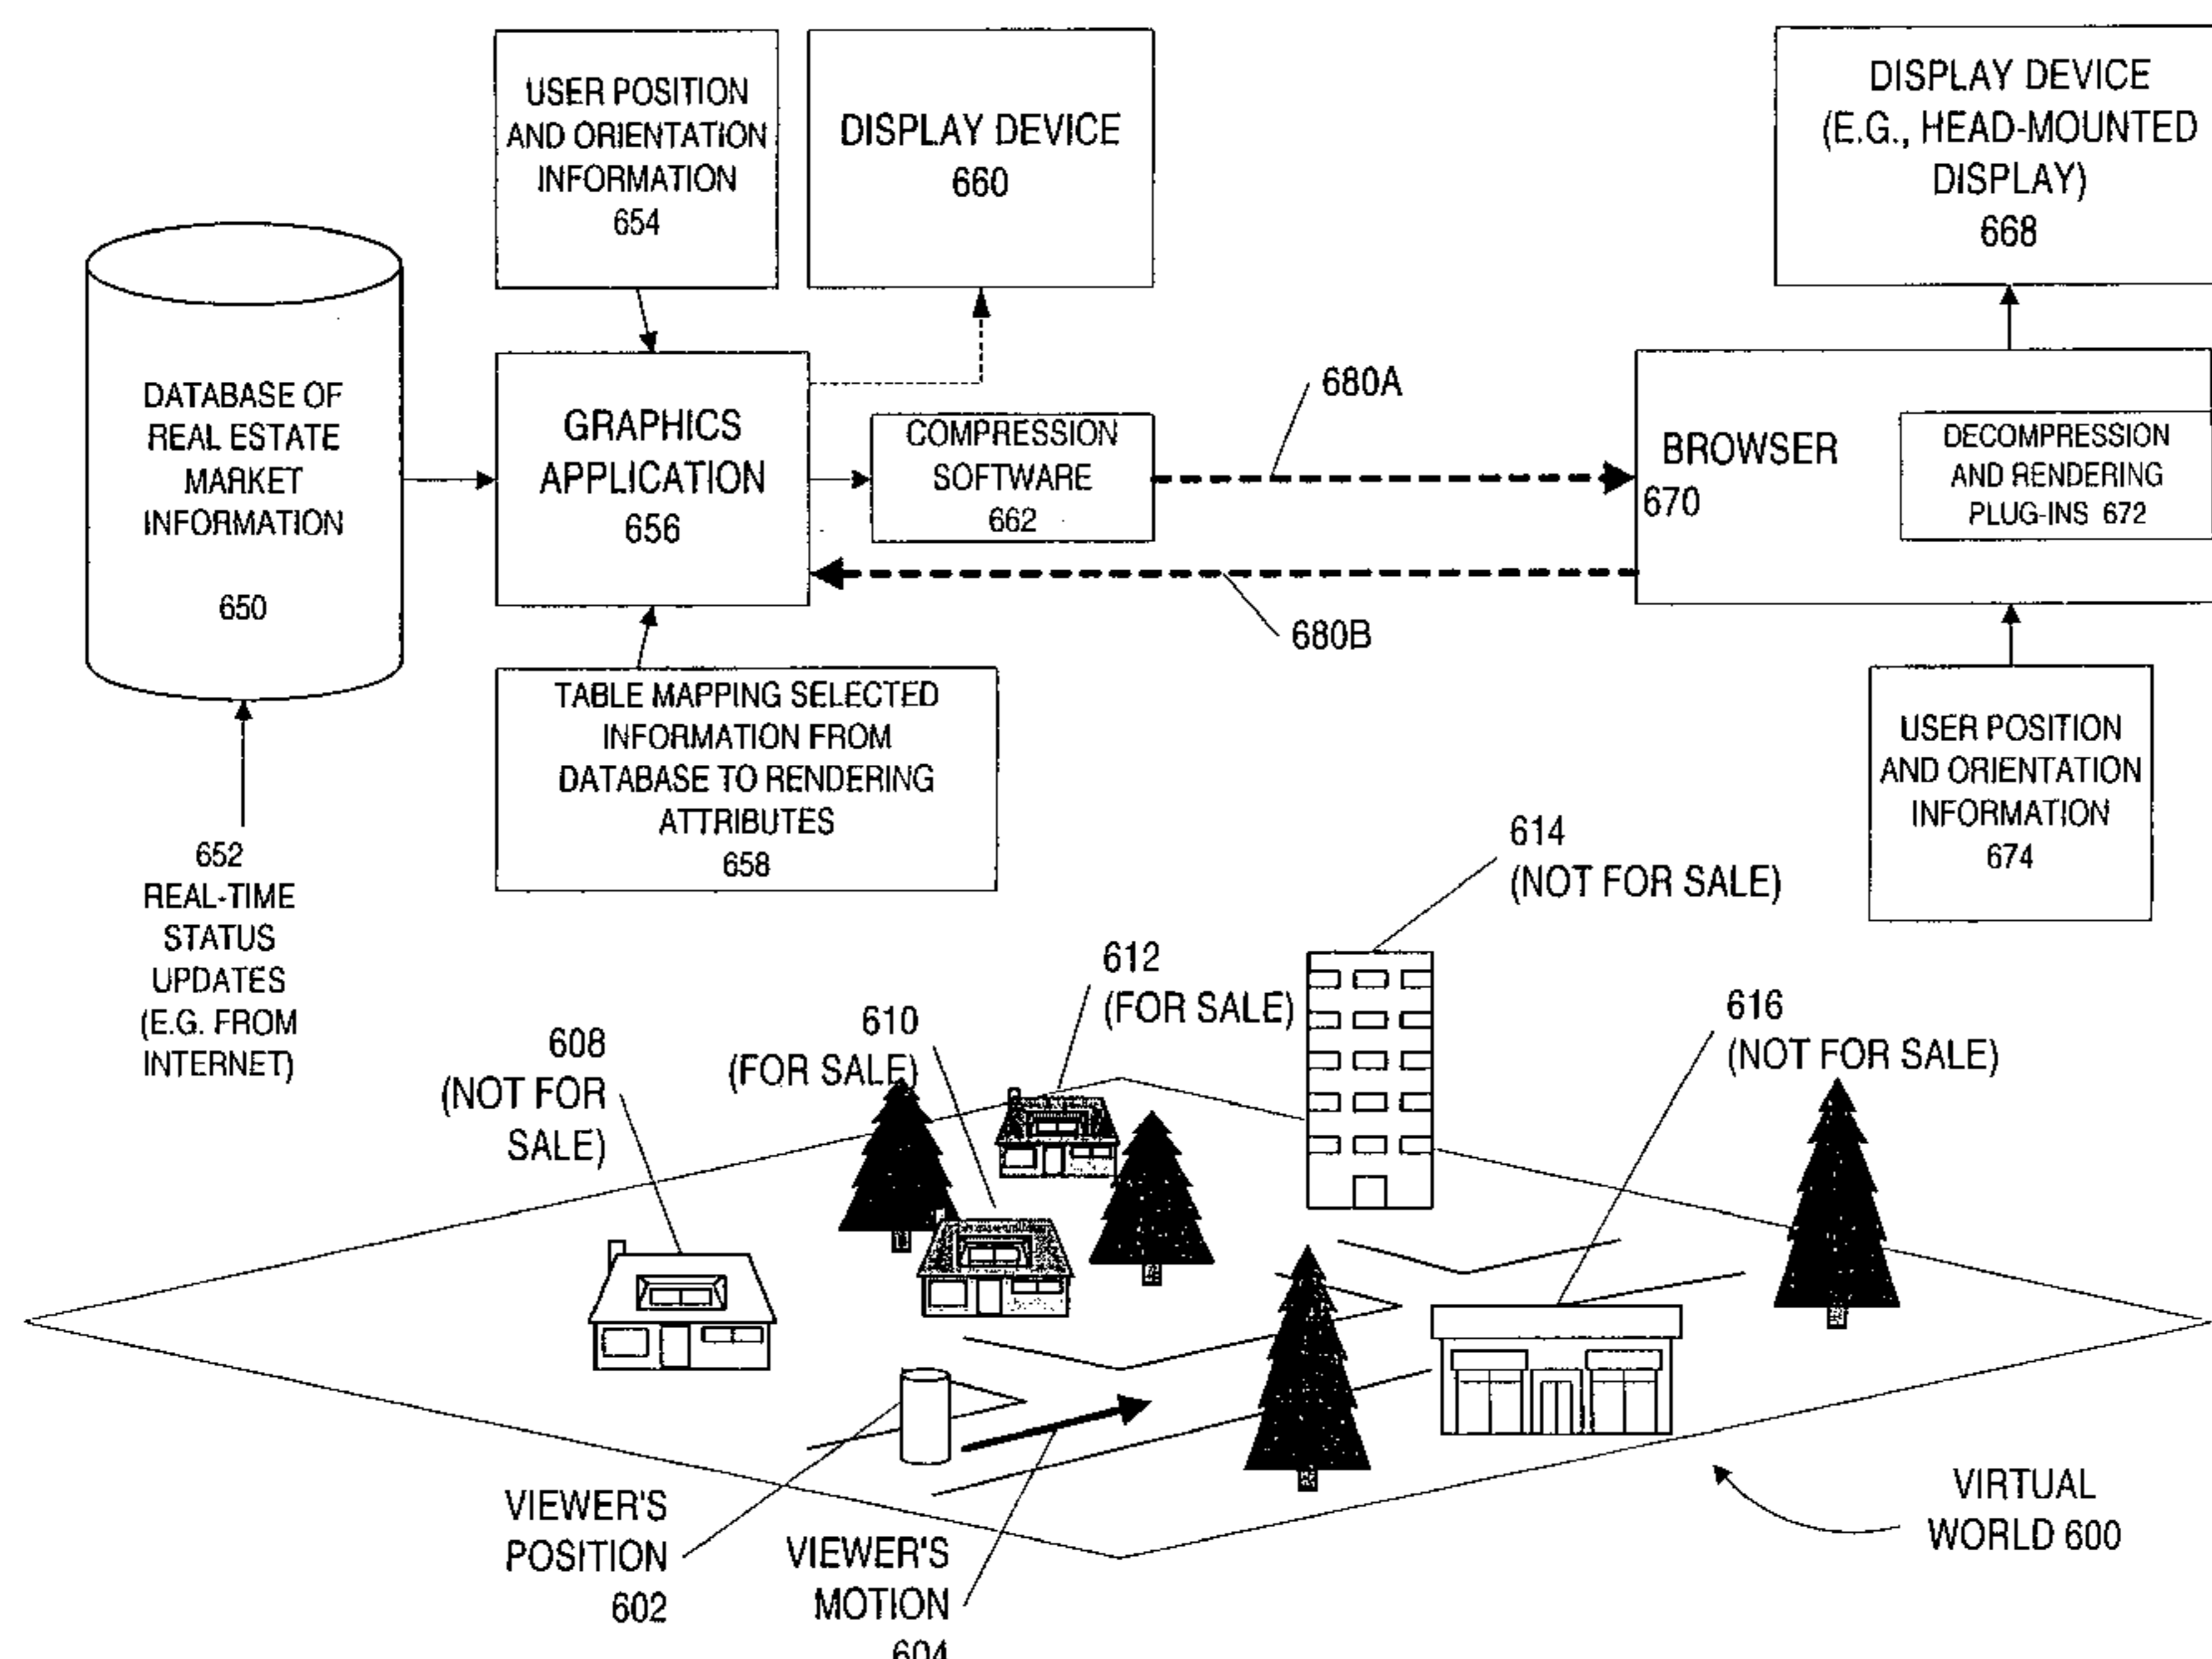 USER POSITION
AND ORIENTATION
INFORMATION
654
DISPLAY DEVICE
660
DISPLAY DEVICE
(E.G., HEAD-MOUNTED
DISPLAY)
668
DATABASE OF
REAL ESTATE
MARKET
INFORMATION
650
GRAPHICS
APPLICATION
656
COMPRESSION
SOFTWARE
662
680A
680B
BROWSER
670
DECOMPRESSION
AND RENDERING
PLUG-INS 672
TABLE MAPPING SELECTED
INFORMATION FROM
DATABASE TO RENDERING
ATTRIBUTES
658
USER POSITION
AND ORIENTATION
INFORMATION
674
652
REAL-TIME
STATUS
UPDATES
(E.G. FROM
INTERNET)
608
(NOT FOR
SALE)
610
(FOR SALE)
612
(FOR SALE)
614
(NOT FOR SALE)
616
(NOT FOR SALE)
VIEWER'S
POSITION
602
VIEWER'S
MOTION
604
VIRTUAL
WORLD 600